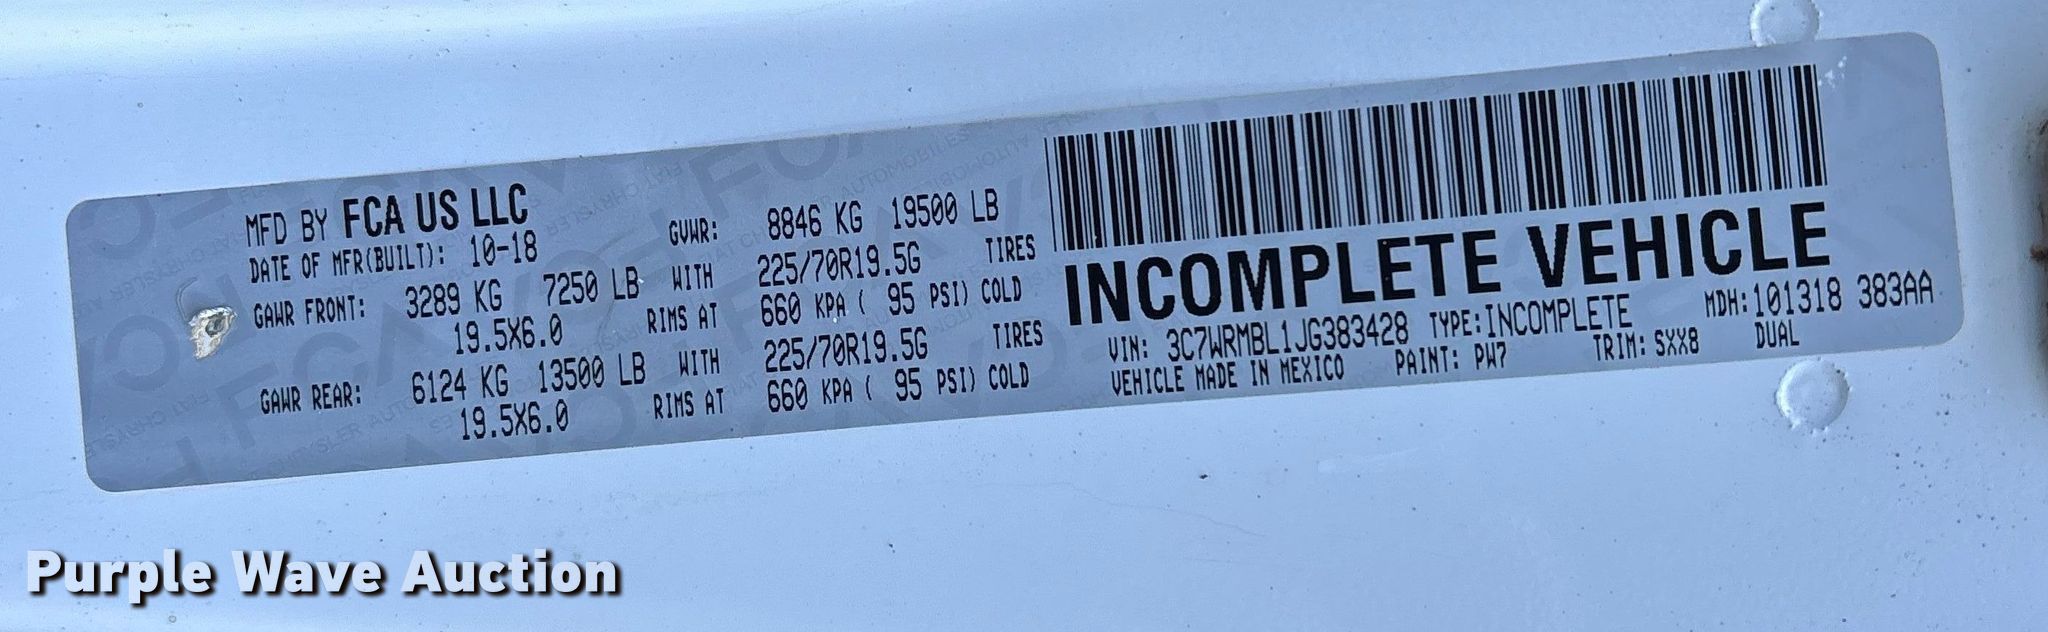 MFD BY FCA US LLC
DATE OF MFR(BUILT): 10-18 GVWR: 8846 KG 19500 LB
GAWR FRONT: 3289 KG 7250 LB WITH 225/70R19.5G TIRES
19.5X6.0 RIMS AT 660 KPA ( 95 PSI) COLD
GAWR REAR: 6124 KG 13500 LB WITH 225/70R19.5G TIRES
19.5X6.0 RIMS AT 660 KPA ( 95 PSI) COLD
INCOMPLETE VEHICLE
VIN: 3C7WRMBL1JG383428 TYPE:INCOMPLETE MDH:101318 383AA
VEHICLE MADE IN MEXICO PAINT: PW7 TRIM: SXX8 DUAL
Purple Wave Auction